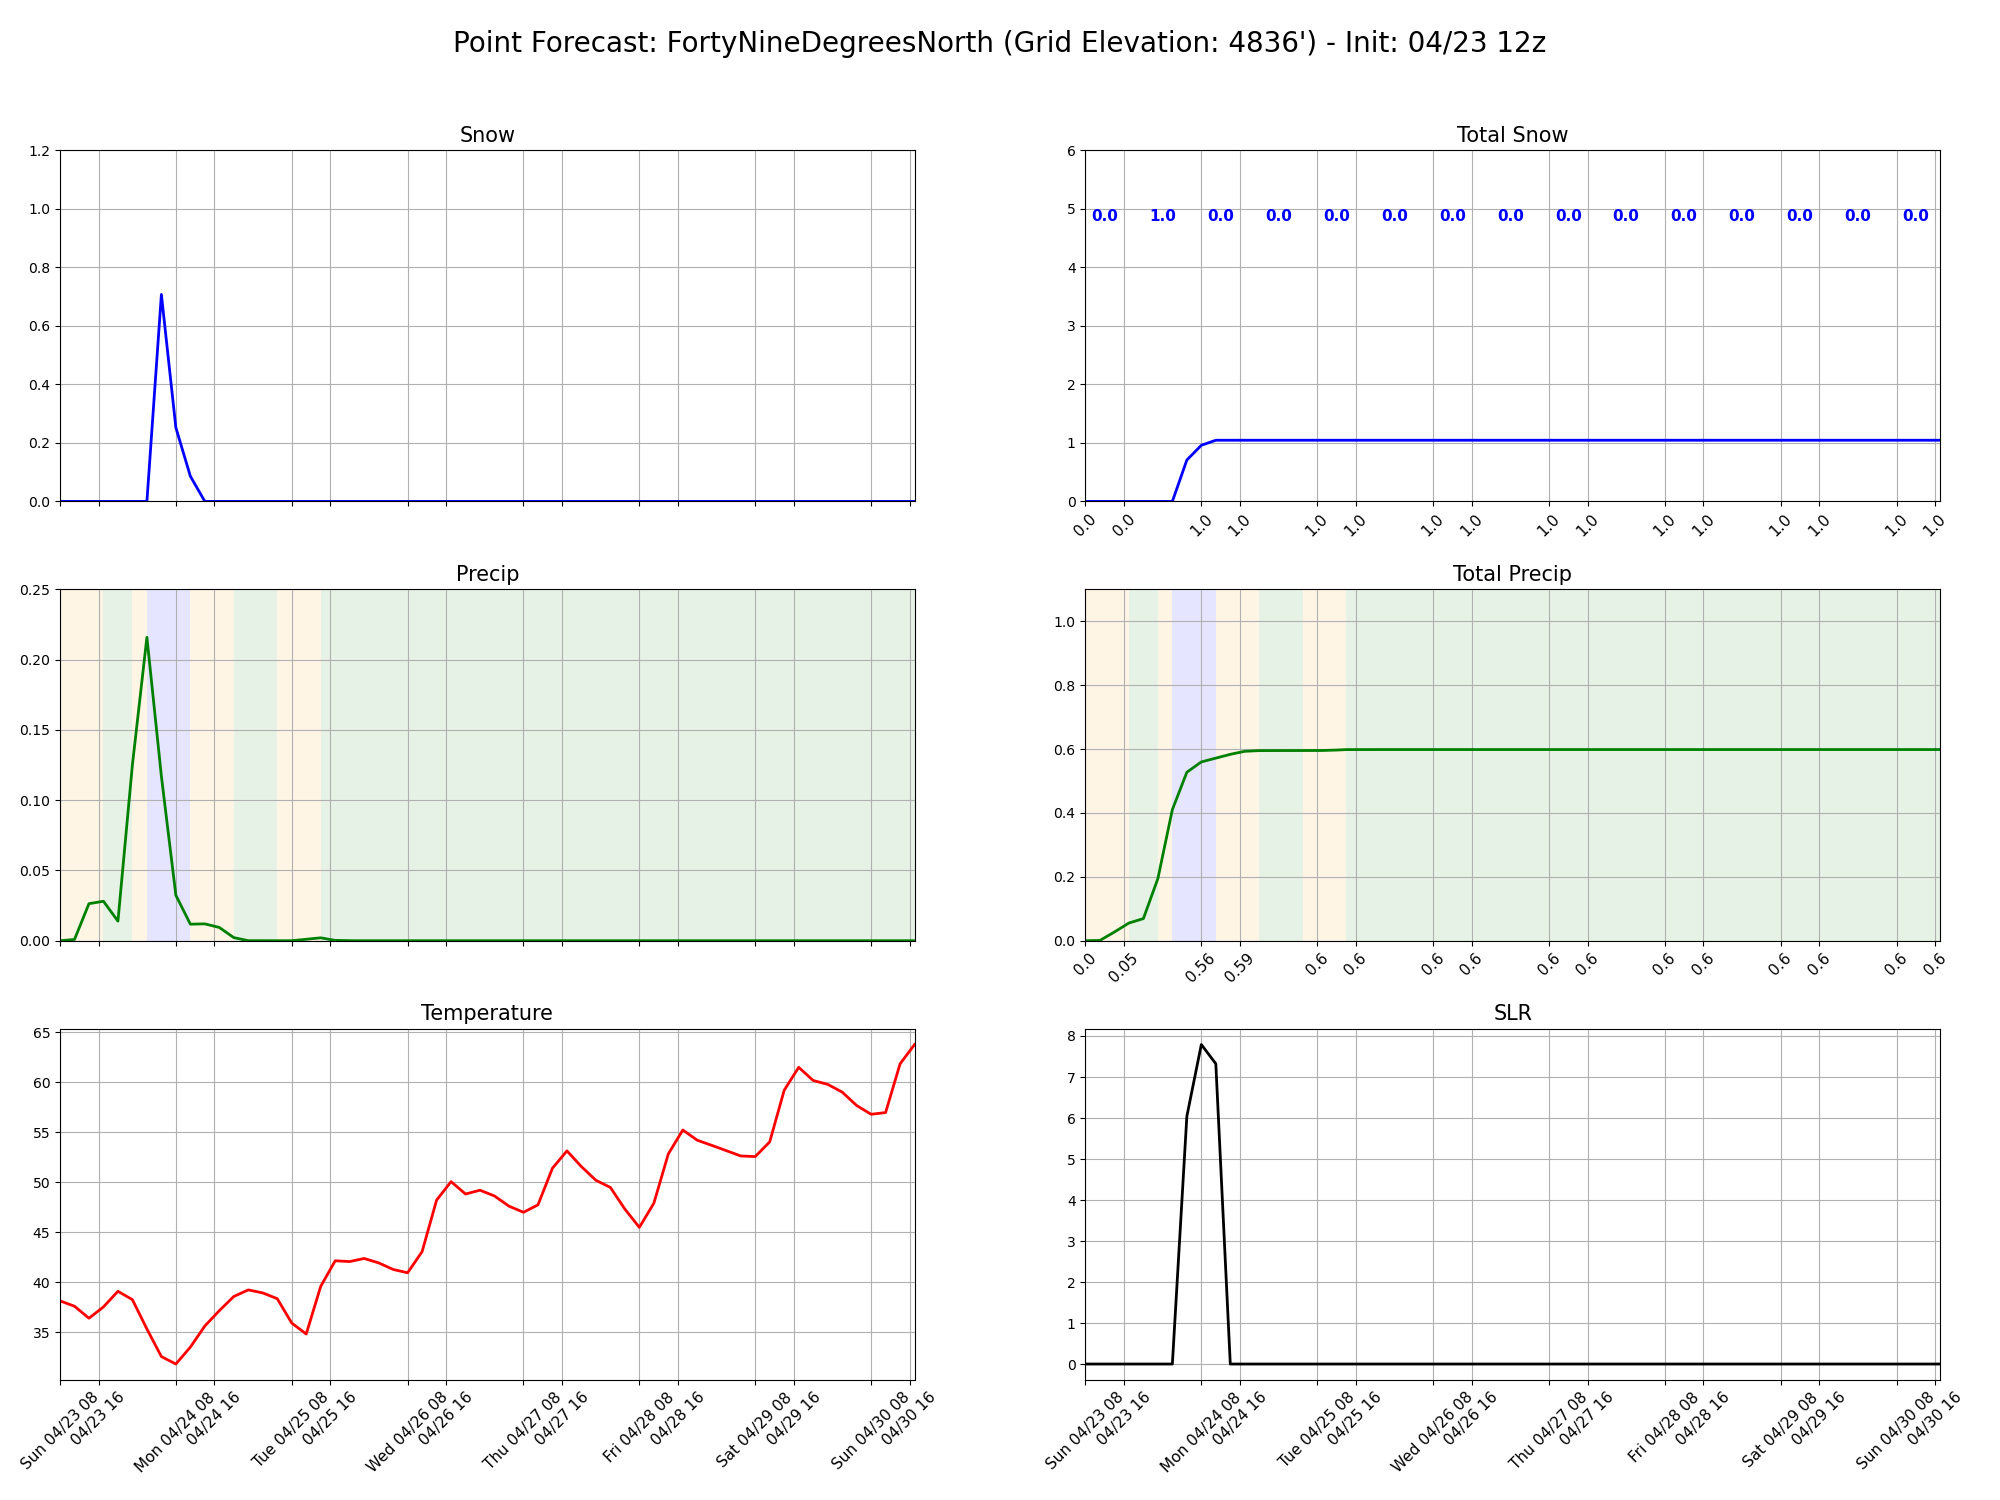 Point Forecast: FortyNineDegreesNorth (Grid Elevation: 4836') - Init: 04/23 12z
Snow
1.2
1.0
0.8
0.6
0.4
0.2
0.0
Total Snow
6
5
4
3
2
1
0
0.0 1.0 0.0 0.0 0.0 0.0 0.0 0.0 0.0 0.0 0.0 0.0 0.0 0.0 0.0
0.0 0.0 1.0 1.0 1.0 1.0 1.0 1.0 1.0 1.0 1.0 1.0 1.0 1.0 1.0 1.0
Precip
0.25
0.20
0.15
0.10
0.05
0.00
Total Precip
1.0
0.8
0.6
0.4
0.2
0.0
0.0 0.05 0.56 0.59 0.6 0.6 0.6 0.6 0.6 0.6 0.6 0.6 0.6 0.6 0.6 0.6
Temperature
65
60
55
50
45
40
35
Sun 04/23 08
04/23 16
Mon 04/24 08
04/24 16
Tue 04/25 08
04/25 16
Wed 04/26 08
04/26 16
Thu 04/27 08
04/27 16
Fri 04/28 08
04/28 16
Sat 04/29 08
04/29 16
Sun 04/30 08
04/30 16
SLR
8
7
6
5
4
3
2
1
0
Sun 04/23 08
04/23 16
Mon 04/24 08
04/24 16
Tue 04/25 08
04/25 16
Wed 04/26 08
04/26 16
Thu 04/27 08
04/27 16
Fri 04/28 08
04/28 16
Sat 04/29 08
04/29 16
Sun 04/30 08
04/30 16